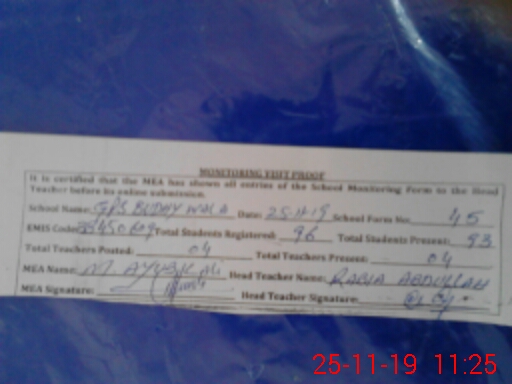 MONITORING VISIT PROOF
It is certified that the MEA has shown all entries of the School Monitoring Form to the Head
Teacher before its online submission.
School Name: GPS BUDHY WALA Date: 25-11-19 School Form No: 45
EMIS Code: Total Students Registered: 96 Total Students Present: 93
Total Teachers Posted: 04 Total Teachers Present: 04
MEA Name: M. AYUB Head Teacher Name: RABIA ABDULLAH
MEA Signature: Head Teacher Signature:
25-11-19 11:25